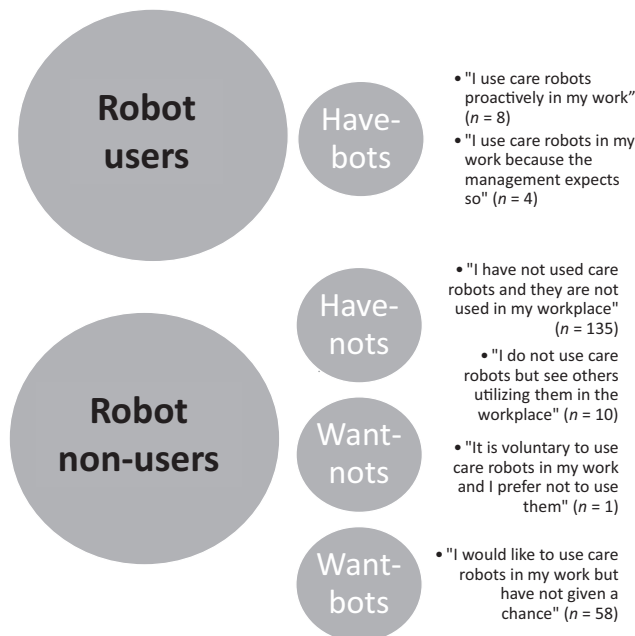 Robot
users
Have-
bots
• "I use care robots
proactively in my work”
(n = 8)
• "I use care robots in my
work because the
management expects
so" (n = 4)
Robot
non-users
Have-
nots
• "I have not used care
robots and they are not
used in my workplace"
(n = 135)
• "I do not use care
robots but see others
utilizing them in the
workplace" (n = 10)
Want-
nots
• "It is voluntary to use
care robots in my work
and I prefer not to use
them" (n = 1)
Want-
bots
• "I would like to use care
robots in my work but
have not given a
chance" (n = 58)